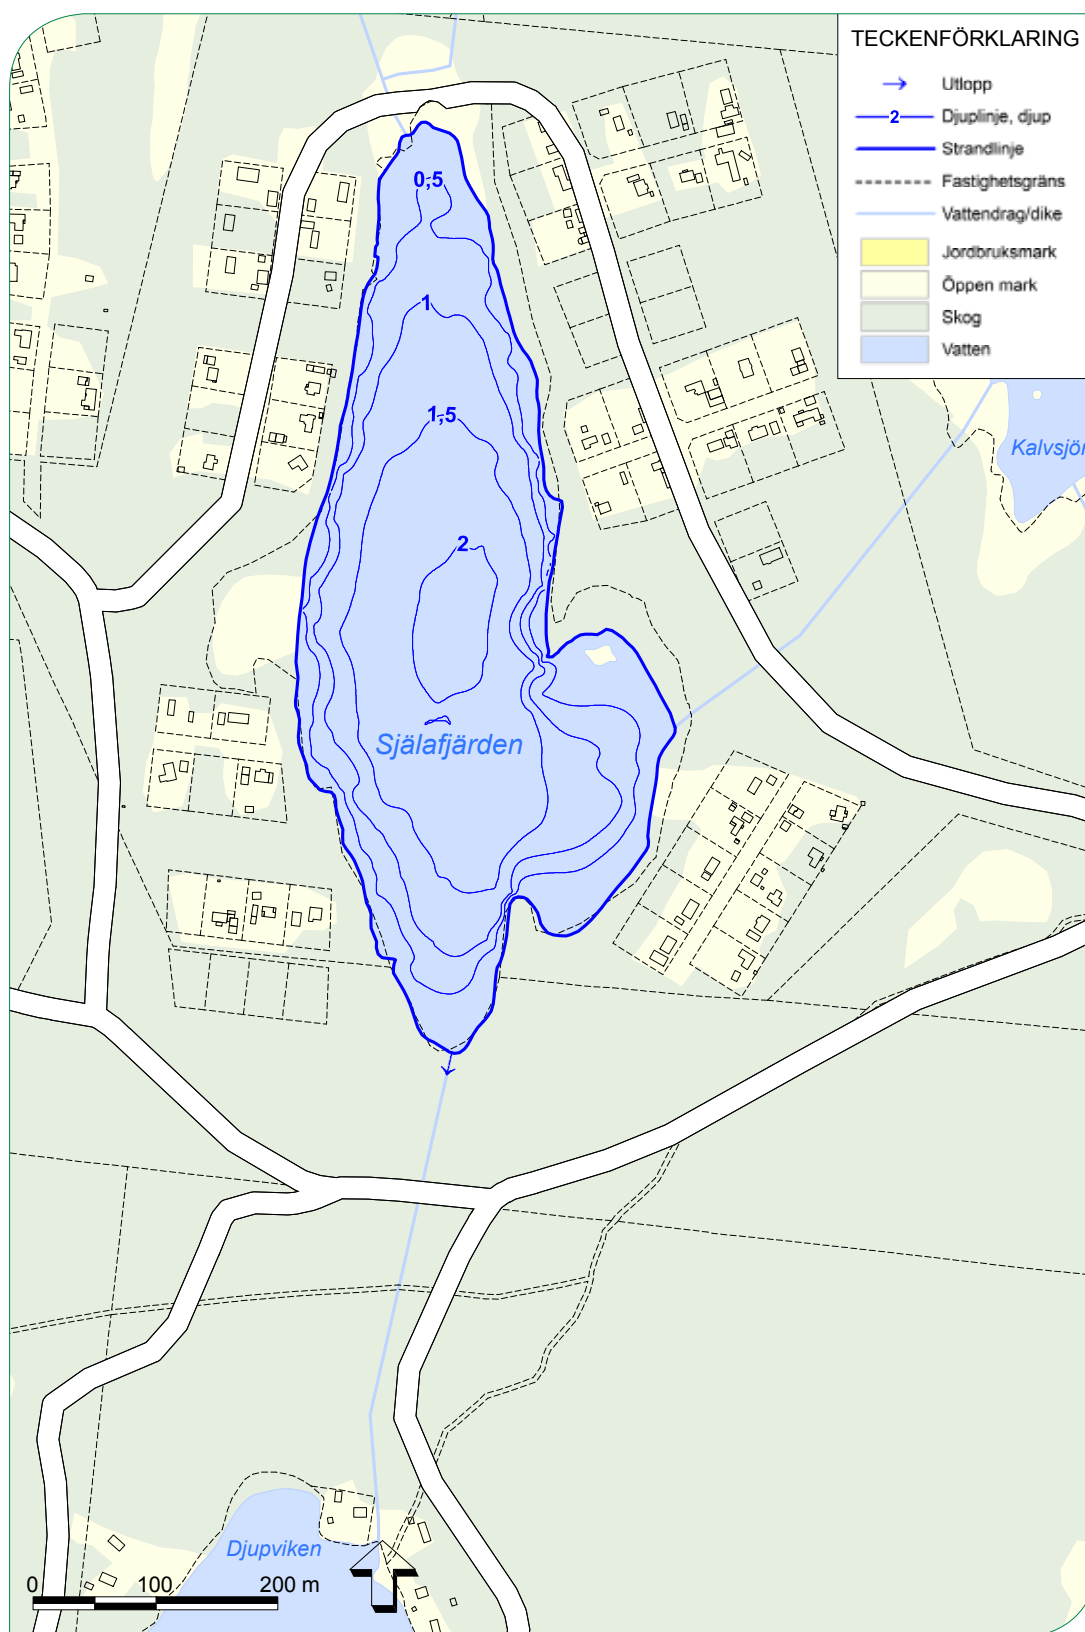 TECKENFÖRKLARING
Utlopp
2 Djuplinje, djup
Strandlinje
Fastighetsgräns
Vattendrag/dike
Jordbruksmark
Öppen mark
Skog
Vatten
0,5
1
1,5
Kalvsjön
2
Själafjärden
Djupviken
0 100 200 m